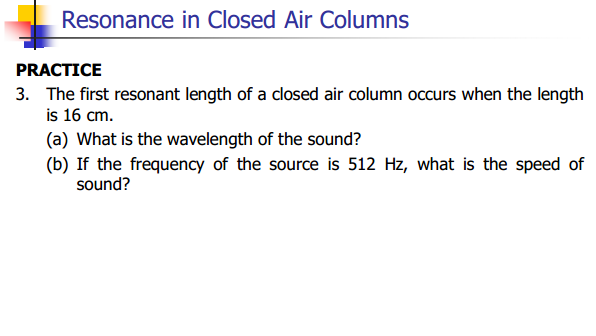 Resonance in Closed Air Columns
PRACTICE
3. The first resonant length of a closed air column occurs when the length
is 16 cm.
(a) What is the wavelength of the sound?
(b) If the frequency of the source is 512 Hz, what is the speed of
sound?